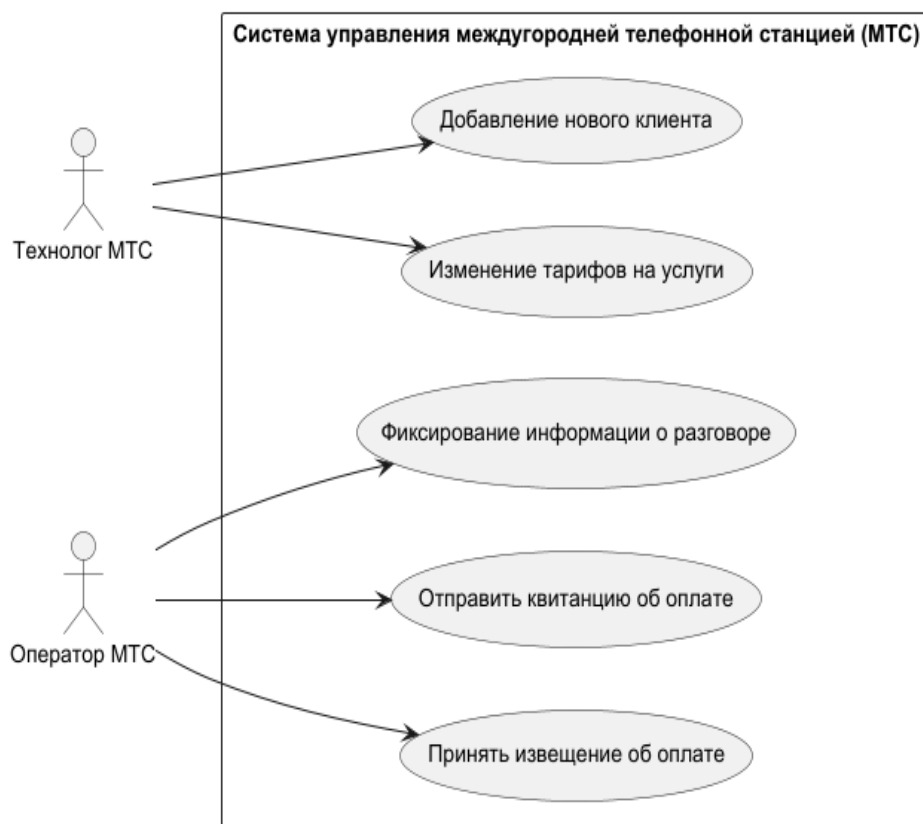 Система управления междугородней телефонной станцией (МТС)
Добавление нового клиента
Технолог МТС
Изменение тарифов на услуги
Фиксирование информации о разговоре
Отправить квитанцию об оплате
Оператор МТС
Принять извещение об оплате